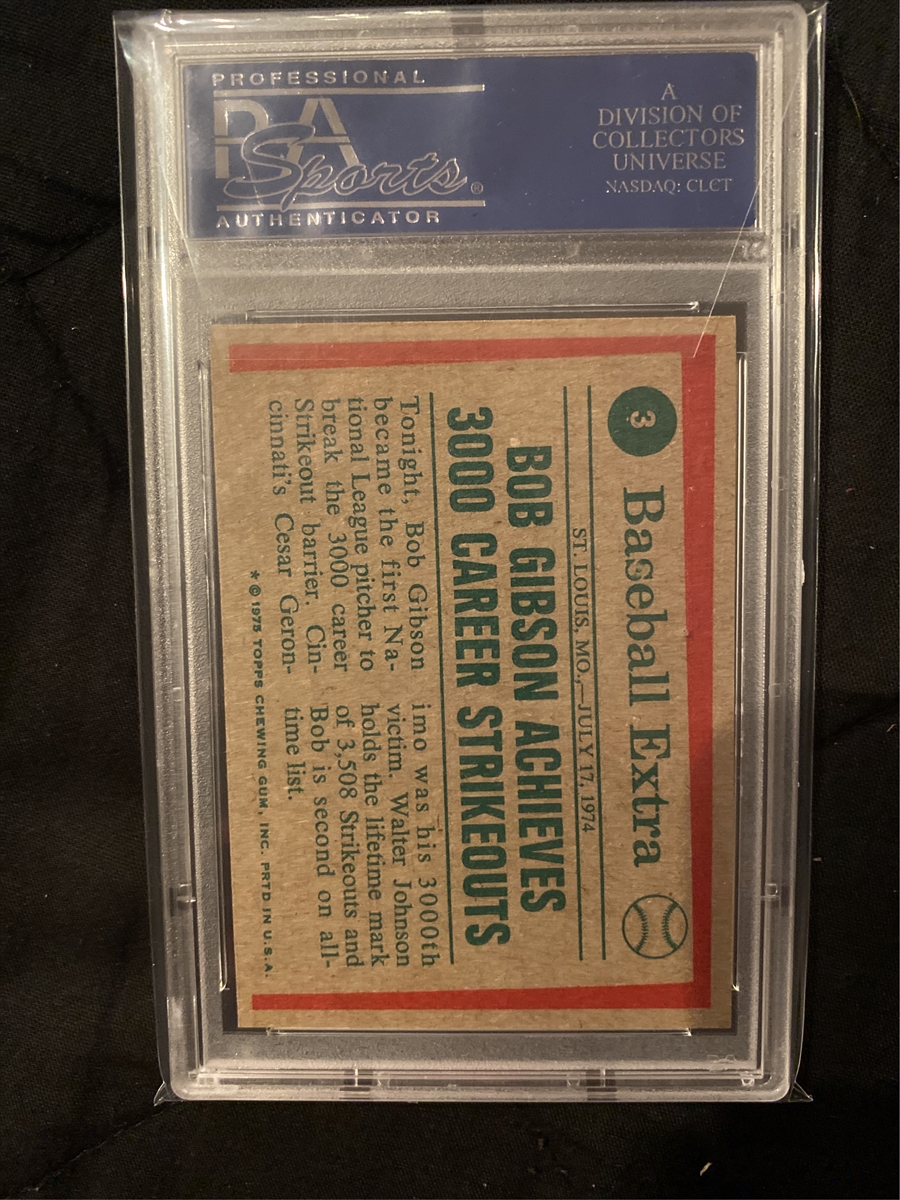 PROFESSIONAL
PSA
Sports®
AUTHENTICATOR
A
DIVISION OF
COLLECTORS
UNIVERSE
NASDAQ: CLCT
3
Baseball Extra
ST. LOUIS, MO.,—JULY 17, 1974
BOB GIBSON ACHIEVES
3000 CAREER STRIKEOUTS
Tonight, Bob Gibson
became the first Na-
tional League pitcher to
break the 3000 career
Strikeout barrier. Cin-
cinnati's Cesar Geron-
imo was his 3000th
victim. Walter Johnson
holds the lifetime mark
of 3,508 Strikeouts and
Bob is second on all-
time list.
* © 1975 TOPPS CHEWING GUM, INC. PRTD IN U.S.A.